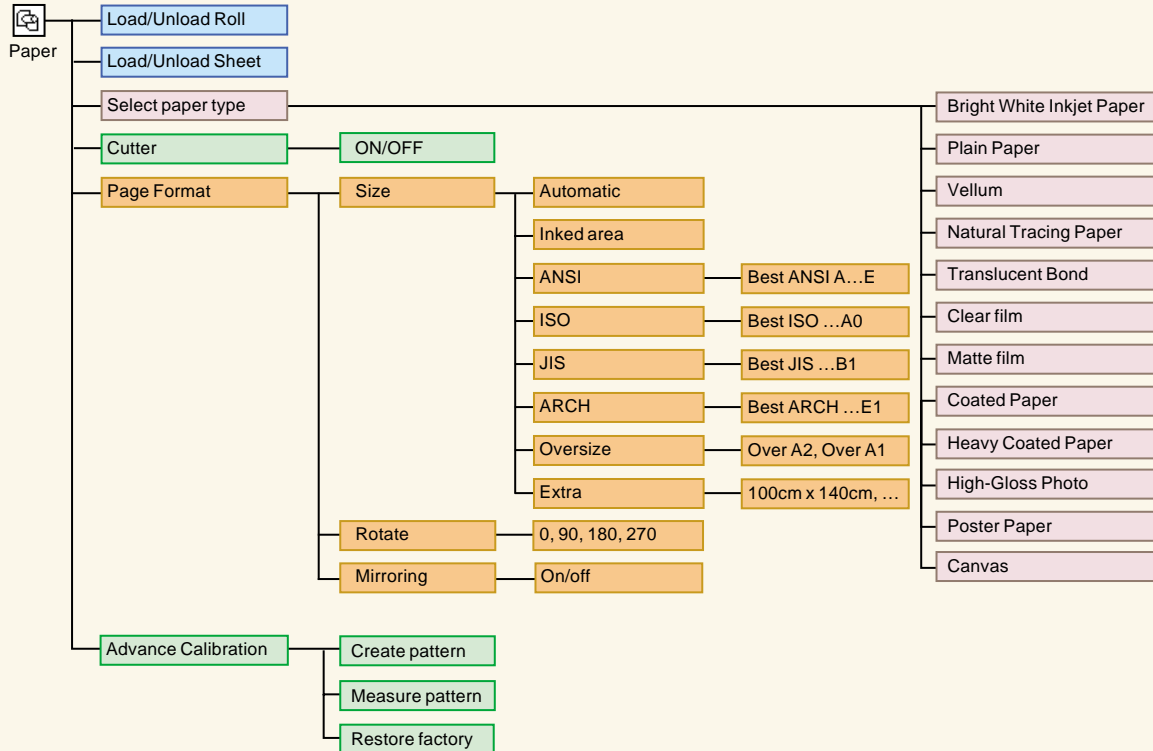 Paper
Load/Unload Roll
Load/Unload Sheet
Select paper type
Bright White Inkjet Paper
Plain Paper
Vellum
Natural Tracing Paper
Translucent Bond
Clear film
Matte film
Coated Paper
Heavy Coated Paper
High-Gloss Photo
Poster Paper
Canvas
Cutter
ON/OFF
Page Format
Size
Automatic
Inked area
ANSI
Best ANSI A…E
ISO
Best ISO …A0
JIS
Best JIS …B1
ARCH
Best ARCH …E1
Oversize
Over A2, Over A1
Extra
100cm x 140cm, …
Rotate
0, 90, 180, 270
Mirroring
On/off
Advance Calibration
Create pattern
Measure pattern
Restore factory